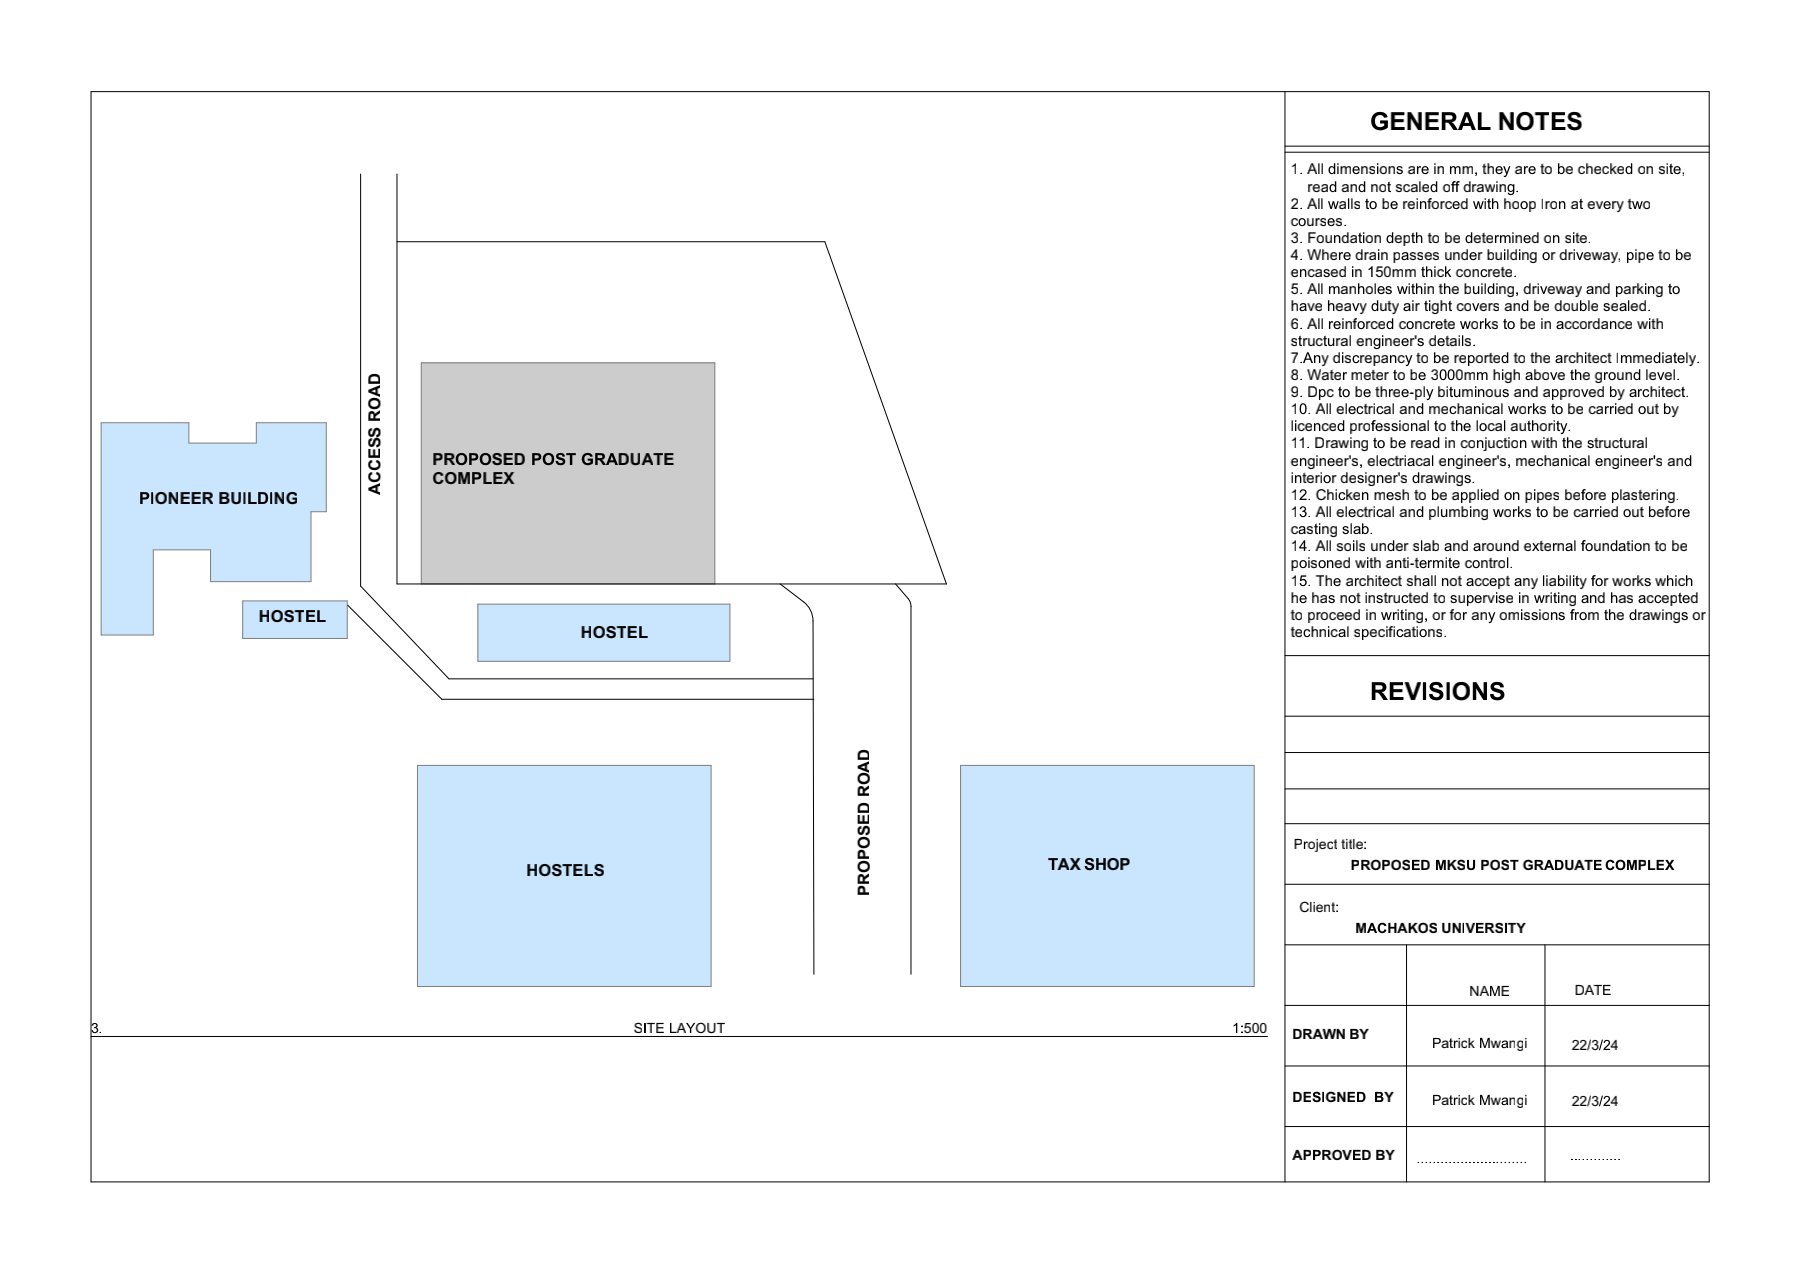 ACCESS ROAD
PROPOSED POST GRADUATE
COMPLEX
PIONEER BUILDING
HOSTEL
HOSTEL
PROPOSED ROAD
HOSTELS
TAX SHOP
3.
SITE LAYOUT
1:500
GENERAL NOTES
1. All dimensions are in mm, they are to be checked on site,
read and not scaled off drawing.
2. All walls to be reinforced with hoop Iron at every two
courses.
3. Foundation depth to be determined on site.
4. Where drain passes under building or driveway, pipe to be
encased in 150mm thick concrete.
5. All manholes within the building, driveway and parking to
have heavy duty air tight covers and be double sealed.
6. All reinforced concrete works to be in accordance with
structural engineer's details.
7.Any discrepancy to be reported to the architect Immediately.
8. Water meter to be 3000mm high above the ground level.
9. Dpc to be three-ply bituminous and approved by architect.
10. All electrical and mechanical works to be carried out by
licenced professional to the local authority.
11. Drawing to be read in conjuction with the structural
engineer's, electriacal engineer's, mechanical engineer's and
interior designer's drawings.
12. Chicken mesh to be applied on pipes before plastering.
13. All electrical and plumbing works to be carried out before
casting slab.
14. All soils under slab and around external foundation to be
poisoned with anti-termite control.
15. The architect shall not accept any liability for works which
he has not instructed to supervise in writing and has accepted
to proceed in writing, or for any omissions from the drawings or
technical specifications.
REVISIONS
Project title:
PROPOSED MKSU POST GRADUATE COMPLEX
Client:
MACHAKOS UNIVERSITY
NAME DATE
DRAWN BY Patrick Mwangi 22/3/24
DESIGNED BY Patrick Mwangi 22/3/24
APPROVED BY ............................ .............